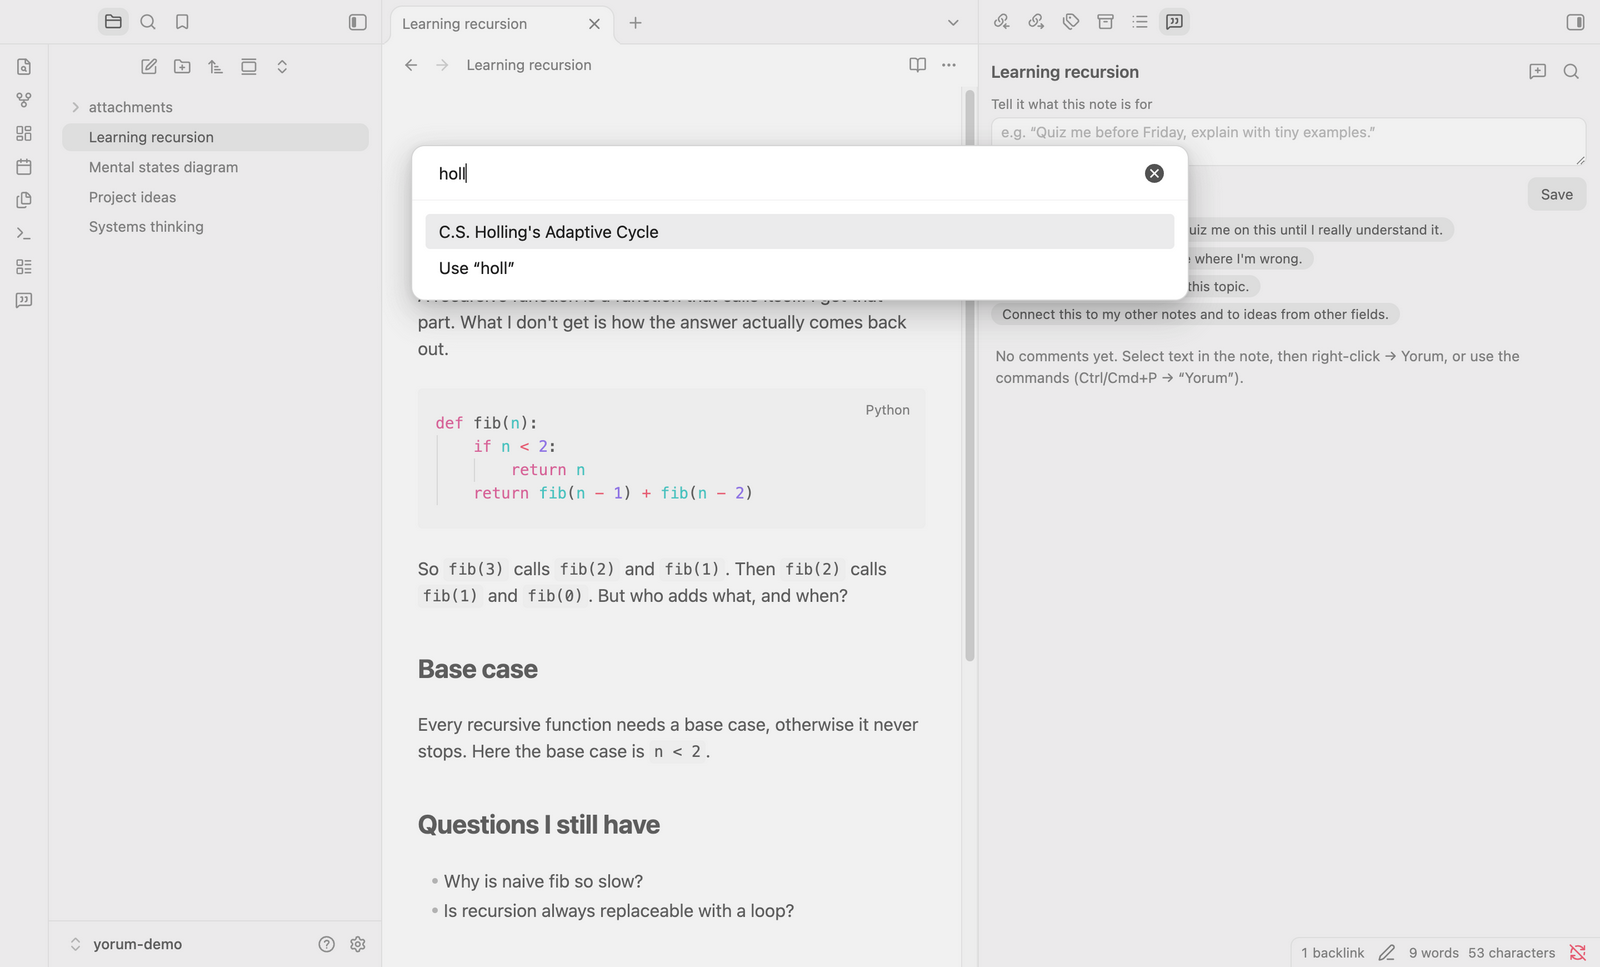 Learning recursion
attachments
Learning recursion
Mental states diagram
Project ideas
Systems thinking
yorum-demo
Learning recursion
holl
C.S. Holling's Adaptive Cycle
Use “holl”
part. What I don't get is how the answer actually comes back
out.
Python
def fib(n):
if n < 2:
return n
return fib(n − 1) + fib(n − 2)
So fib(3) calls fib(2) and fib(1). Then fib(2) calls
fib(1) and fib(0). But who adds what, and when?
Base case
Every recursive function needs a base case, otherwise it never
stops. Here the base case is n < 2.
Questions I still have
• Why is naive fib so slow?
• Is recursion always replaceable with a loop?
Learning recursion
Tell it what this note is for
e.g. “Quiz me before Friday, explain with tiny examples.”
Save
me on this until I really understand it.
where I'm wrong.
this topic.
Connect this to my other notes and to ideas from other fields.
No comments yet. Select text in the note, then right-click → Yorum, or use the
commands (Ctrl/Cmd+P → “Yorum”).
1 backlink 9 words 53 characters